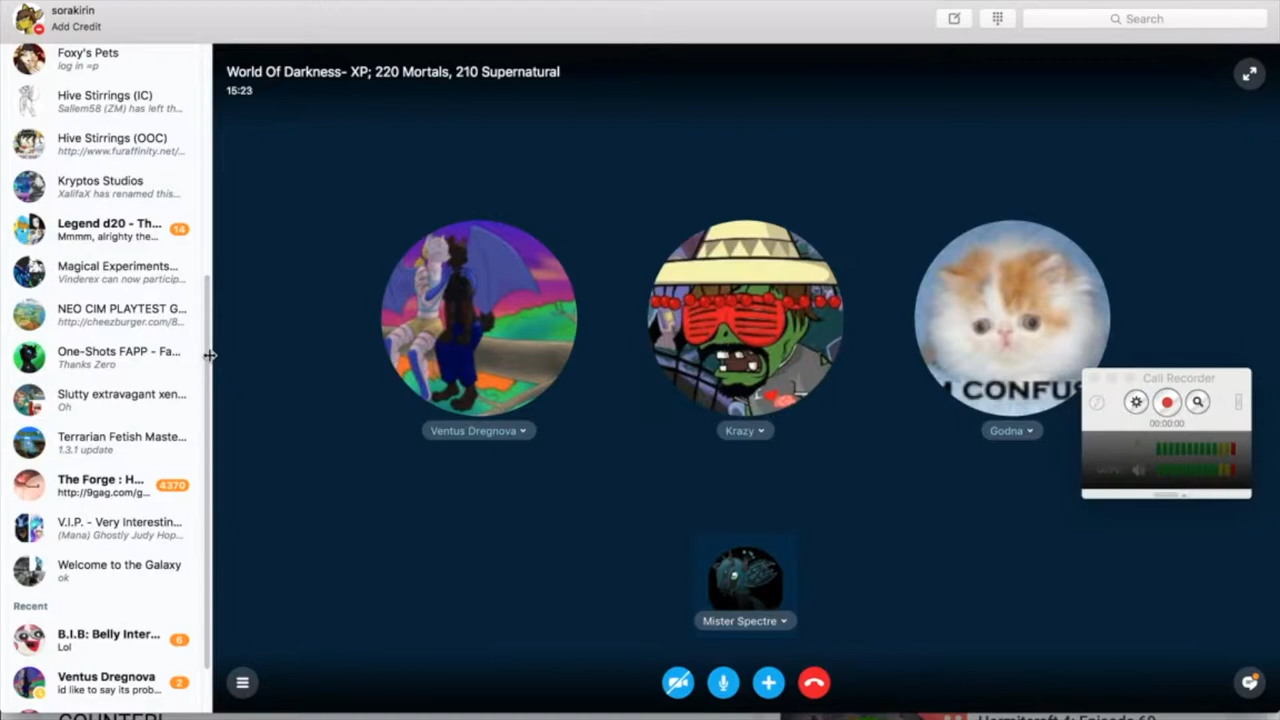 sorakirin
Add Credit
Search
Foxy's Pets
log in =p
Hive Stirrings (IC)
Sallem58 (ZM) has left th...
Hive Stirrings (OOC)
http://www.furaffinity.net/...
Kryptos Studios
XalifaX has renamed this...
Legend d20 - Th...
Mmmm, alrighty the...
14
Magical Experiments...
Vinderex can now particip...
NEO CIM PLAYTEST G...
http://cheezburger.com/8...
One-Shots FAPP - Fa...
Thanks Zero
Slutty extravagant xen...
Oh
Terrarian Fetish Maste...
1.3.1 update
The Forge : H...
http://9gag.com/g...
4370
V.I.P. - Very Interestin...
(Mana) Ghostly Judy Hop...
Welcome to the Galaxy
ok
Recent
B.I.B: Belly Inter...
Lol
6
Ventus Dregnova
id like to say its prob...
2
World Of Darkness- XP; 220 Mortals, 210 Supernatural
15:23
Ventus Dregnova
Krazy
Godna
Mister Spectre
Call Recorder
00:00:00